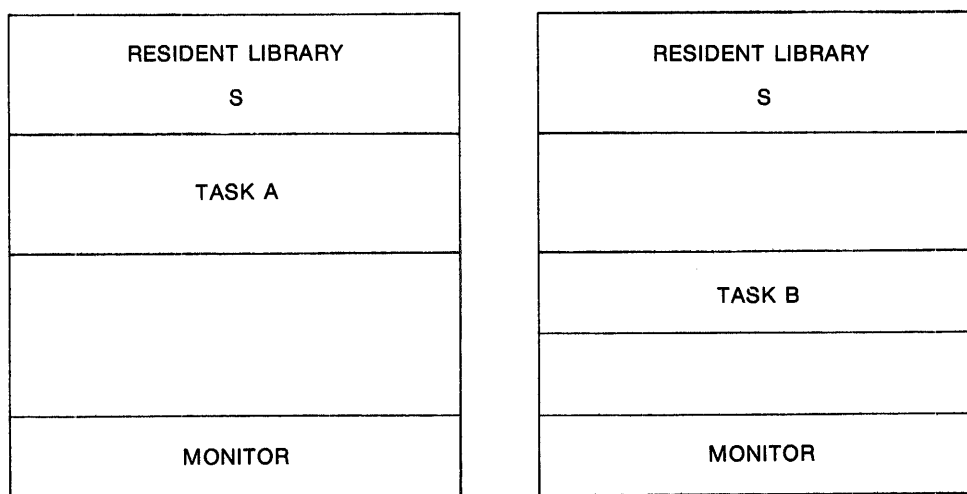 RESIDENT LIBRARY
S
TASK A
MONITOR
RESIDENT LIBRARY
S
TASK B
MONITOR